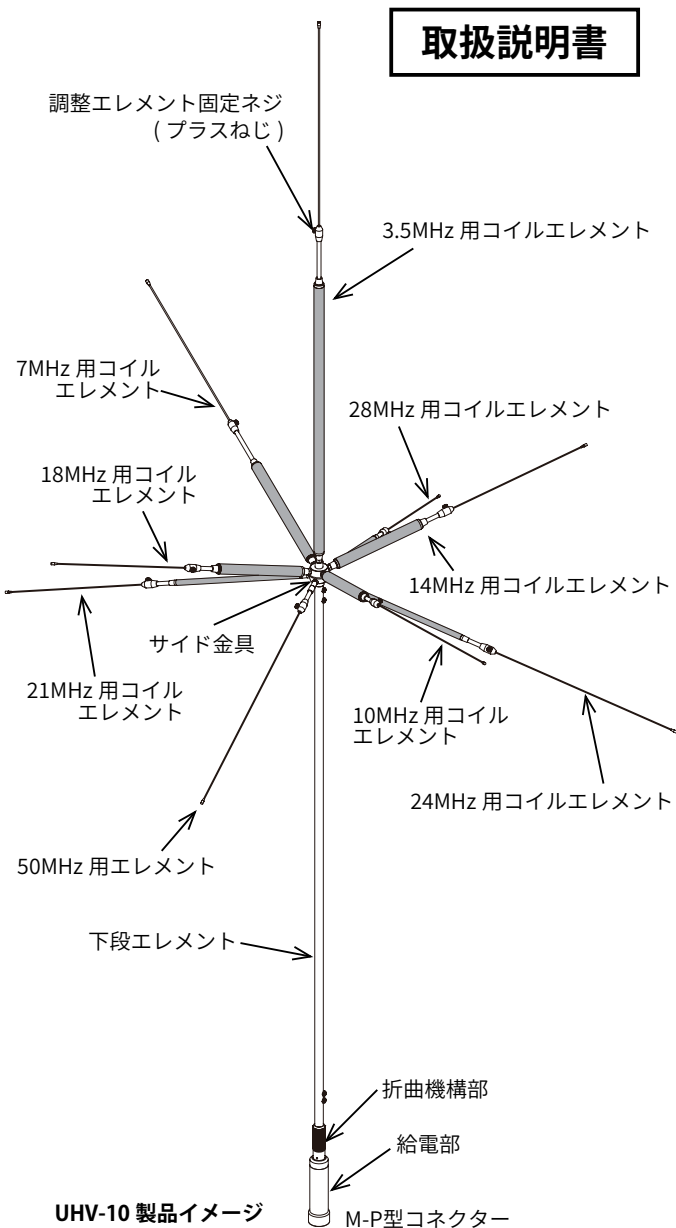 取扱説明書
調整エレメント固定ネジ
( プラスねじ )
3.5MHz 用コイルエレメント
7MHz 用コイル
エレメント
28MHz 用コイルエレメント
18MHz 用コイル
エレメント
14MHz 用コイルエレメント
サイド金具
21MHz 用コイル
エレメント
10MHz 用コイル
エレメント
24MHz 用コイルエレメント
50MHz 用エレメント
下段エレメント
折曲機構部
給電部
UHV-10 製品イメージ
M-P型コネクター